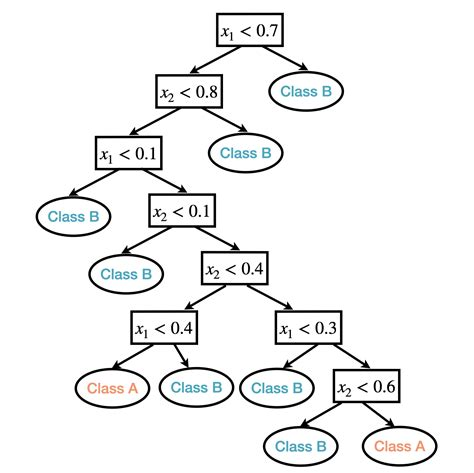 x₁ < 0.7
x₂ < 0.8
Class B
x₁ < 0.1
Class B
Class B
x₂ < 0.1
Class B
x₂ < 0.4
x₁ < 0.4
x₁ < 0.3
Class A
Class B
Class B
x₂ < 0.6
Class B
Class A